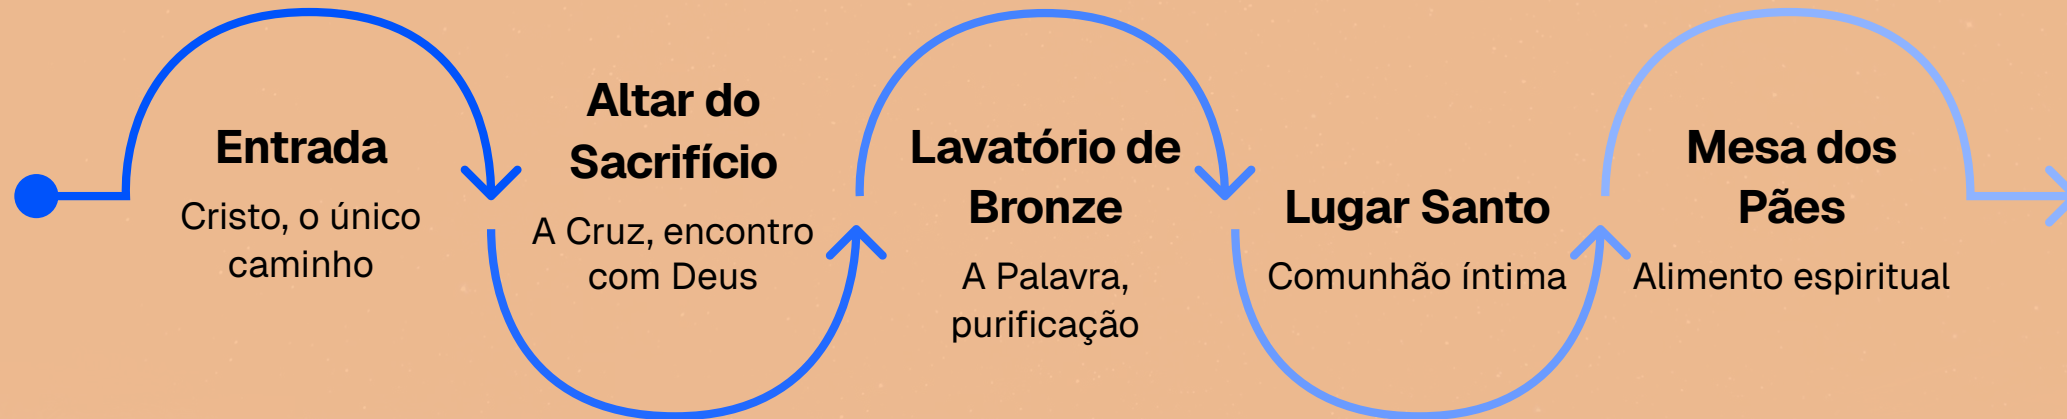 Entrada
Cristo, o único
caminho
Altar do
Sacrifício
A Cruz, encontro
com Deus
Lavatório de
Bronze
A Palavra,
purificação
Lugar Santo
Comunhão íntima
Mesa dos
Pães
Alimento espiritual